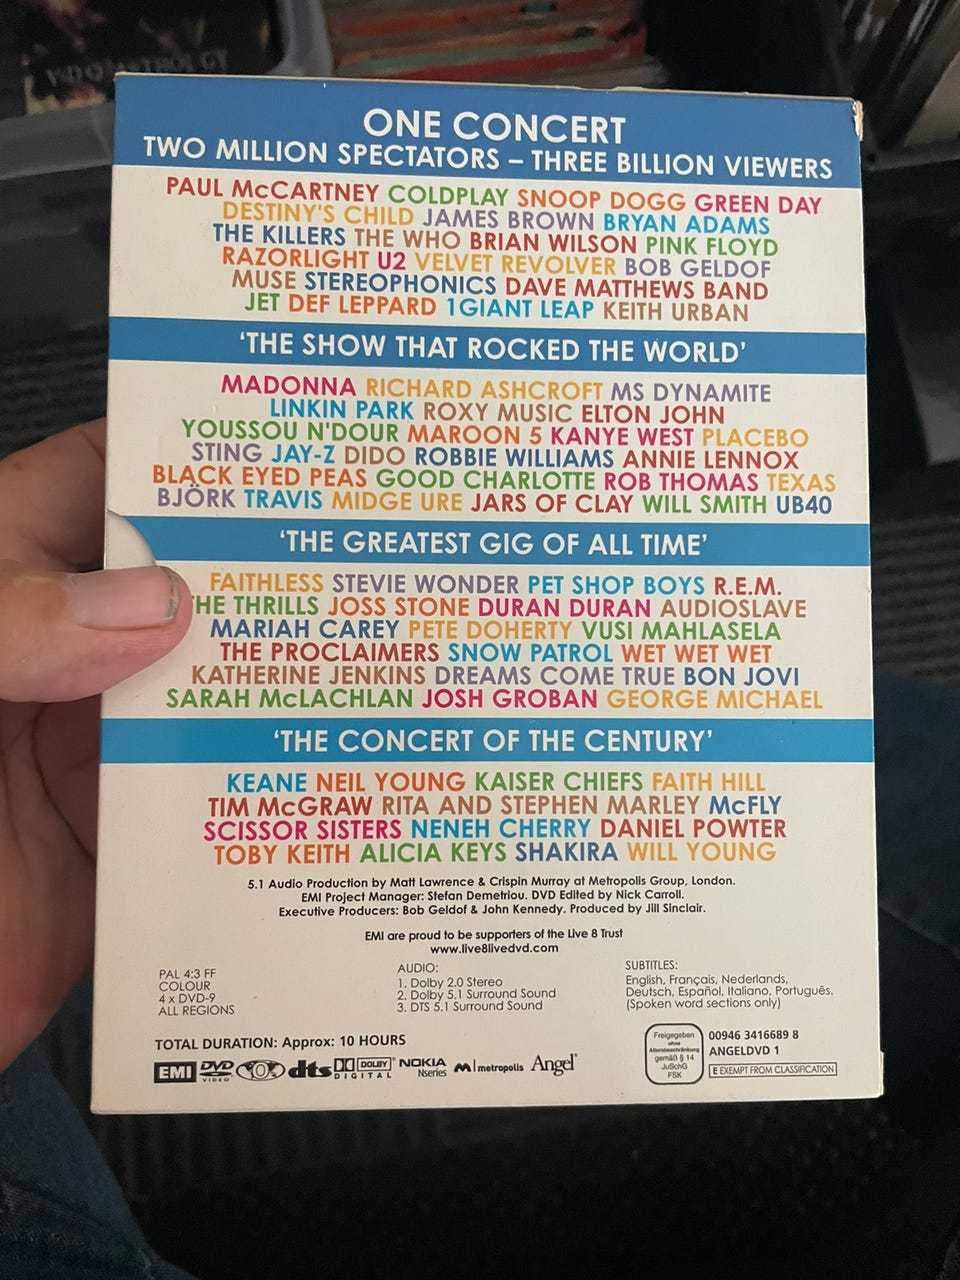 ONE CONCERT
TWO MILLION SPECTATORS – THREE BILLION VIEWERS
PAUL McCARTNEY COLDPLAY SNOOP DOGG GREEN DAY
DESTINY'S CHILD JAMES BROWN BRYAN ADAMS
THE KILLERS THE WHO BRIAN WILSON PINK FLOYD
RAZORLIGHT U2 VELVET REVOLVER BOB GELDOF
MUSE STEREOPHONICS DAVE MATTHEWS BAND
JET DEF LEPPARD 1GIANT LEAP KEITH URBAN
'THE SHOW THAT ROCKED THE WORLD'
MADONNA RICHARD ASHCROFT MS DYNAMITE
LINKIN PARK ROXY MUSIC ELTON JOHN
YOUSSOU N'DOUR MAROON 5 KANYE WEST PLACEBO
STING JAY-Z DIDO ROBBIE WILLIAMS ANNIE LENNOX
BLACK EYED PEAS GOOD CHARLOTTE ROB THOMAS TEXAS
BJÖRK TRAVIS MIDGE URE JARS OF CLAY WILL SMITH UB40
'THE GREATEST GIG OF ALL TIME'
FAITHLESS STEVIE WONDER PET SHOP BOYS R.E.M.
HE THRILLS JOSS STONE DURAN DURAN AUDIOSLAVE
MARIAH CAREY PETE DOHERTY VUSI MAHLASELA
THE PROCLAIMERS SNOW PATROL WET WET WET
KATHERINE JENKINS DREAMS COME TRUE BON JOVI
SARAH McLACHLAN JOSH GROBAN GEORGE MICHAEL
'THE CONCERT OF THE CENTURY'
KEANE NEIL YOUNG KAISER CHIEFS FAITH HILL
TIM McGRAW RITA AND STEPHEN MARLEY McFLY
SCISSOR SISTERS NENEH CHERRY DANIEL POWTER
TOBY KEITH ALICIA KEYS SHAKIRA WILL YOUNG
5.1 Audio Production by Matt Lawrence & Crispin Murray at Metropolis Group, London.
EMI Project Manager: Stefan Demetriou. DVD Edited by Nick Carroll.
Executive Producers: Bob Geldof & John Kennedy. Produced by Jill Sinclair.
EMI are proud to be supporters of the Live 8 Trust
www.live8livedvd.com
PAL 4:3 FF
COLOUR
4 x DVD-9
ALL REGIONS
AUDIO:
1. Dolby 2.0 Stereo
2. Dolby 5.1 Surround Sound
3. DTS 5.1 Surround Sound
SUBTITLES:
English, Français, Nederlands,
Deutsch, Español, Italiano, Português.
(Spoken word sections only)
TOTAL DURATION: Approx: 10 HOURS
EMI DVD VIDEO dts DOLBY DIGITAL NOKIA Nseries metropolis Angel
Freigegeben
ohne
Altersbeschränkung
gemäß § 14
JuSchG
FSK
00946 3416689 8
ANGELDVD 1
E EXEMPT FROM CLASSIFICATION